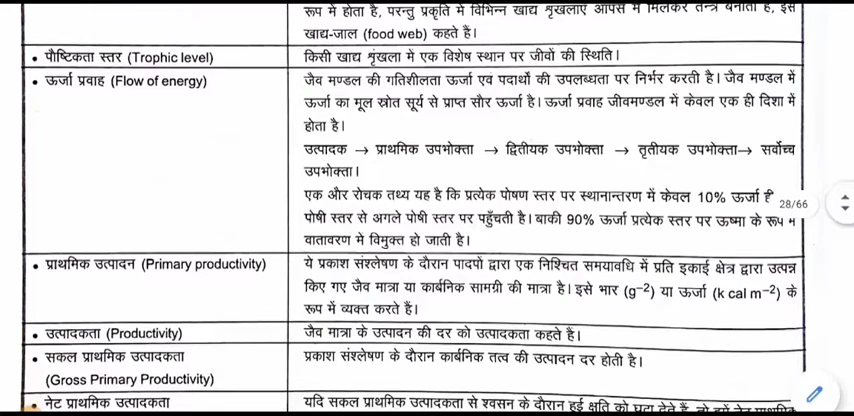 रूप में होता है, परन्तु प्रकृति में विभिन्न खाद्य शृंखलाएँ आपस में मिलकर तन्त्र बनाती है, इसे
खाद्य-जाल (food web) कहते हैं।
• पौष्टिकता स्तर (Trophic level)
किसी खाद्य शृंखला में एक विशेष स्थान पर जीवों की स्थिति।
• ऊर्जा प्रवाह (Flow of energy)
जैव मण्डल की गतिशीलता ऊर्जा एवं पदार्थों की उपलब्धता पर निर्भर करती है। जैव मण्डल में
ऊर्जा का मूल स्रोत सूर्य से प्राप्त सौर ऊर्जा है। ऊर्जा प्रवाह जीवमण्डल में केवल एक ही दिशा में
होता है।
उत्पादक → प्राथमिक उपभोक्ता → द्वितीयक उपभोक्ता → तृतीयक उपभोक्ता→ सर्वोच्च
उपभोक्ता।
एक और रोचक तथ्य यह है कि प्रत्येक पोषण स्तर पर स्थानान्तरण में केवल 10% ऊर्जा
28/66
पोषी स्तर से अगले पोषी स्तर पर पहुँचती है। बाकी 90% ऊर्जा प्रत्येक स्तर पर ऊष्मा के रूप में
वातावरण में विमुक्त हो जाती है।
• प्राथमिक उत्पादन (Primary productivity)
ये प्रकाश संश्लेषण के दौरान पादपों द्वारा एक निश्चित समयावधि में प्रति इकाई क्षेत्र द्वारा उत्पन्न
किए गए जैव मात्रा या कार्बनिक सामग्री की मात्रा है। इसे भार (g⁻²) या ऊर्जा (k cal m⁻²) के
रूप में व्यक्त करते हैं।
• उत्पादकता (Productivity)
जैव मात्रा के उत्पादन की दर को उत्पादकता कहते हैं।
• सकल प्राथमिक उत्पादकता
(Gross Primary Productivity)
प्रकाश संश्लेषण के दौरान कार्बनिक तत्व की उत्पादन दर होती है।
• नेट प्राथमिक उत्पादकता
यदि सकल प्राथमिक उत्पादकता से श्वसन के दौरान हुई क्षति को घटा देते हैं, तो हमें नेट प्राथमिक